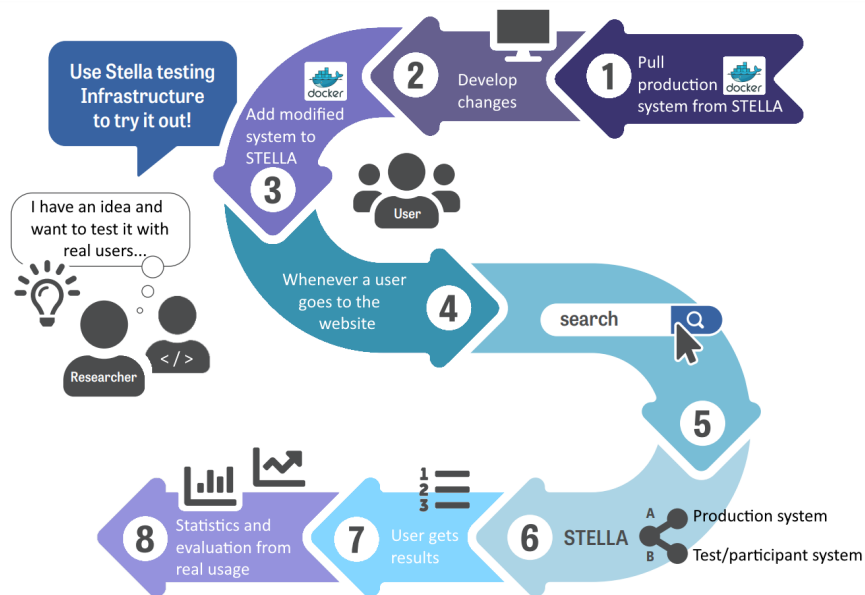 Use Stella testing
Infrastructure
to try it out!
I have an idea and
want to test it with
real users...
Researcher
</>
1
Pull
production
system from STELLA
docker
2
Develop
changes
docker
Add modified
system to
STELLA
3
User
Whenever a user
goes to the
website
4
search
5
6
STELLA
A
B
Production system
Test/participant system
1
2
3
7
User gets
results
8
Statistics and
evaluation from
real usage